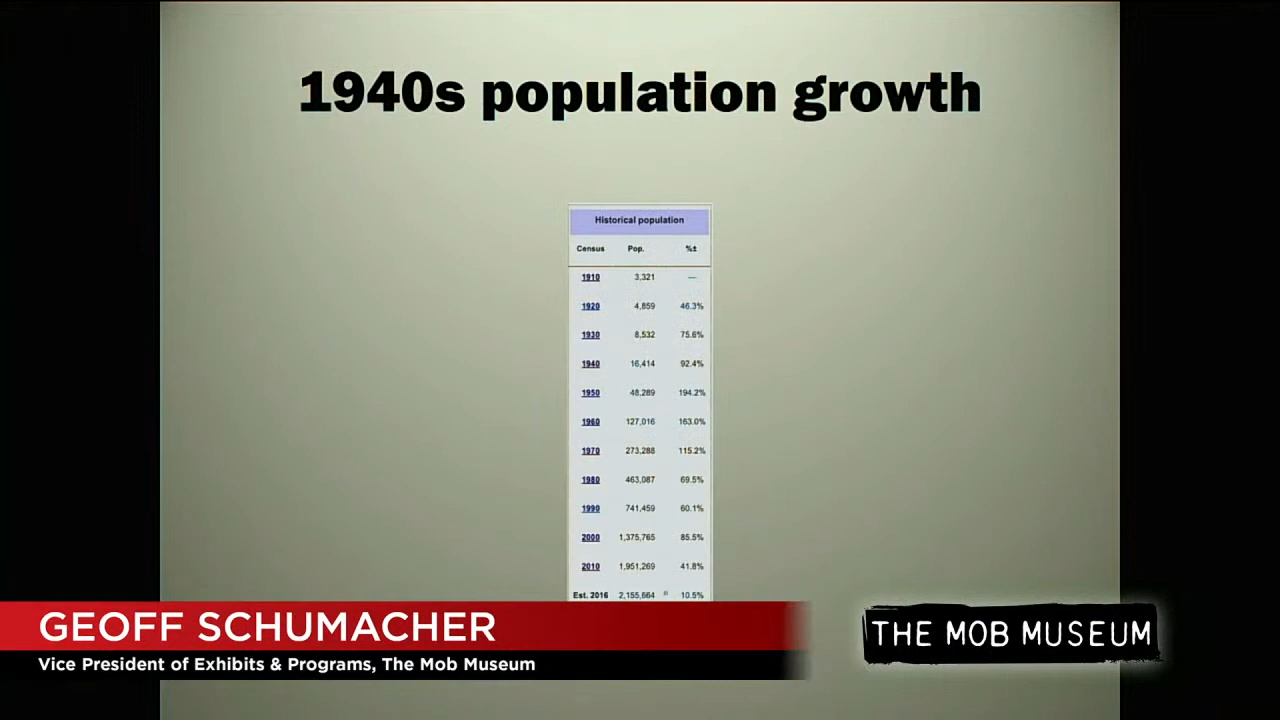 1940s population growth
Historical population
Census Pop. %±
1910 3,321 —
1920 4,859 46.3%
1930 8,532 75.6%
1940 16,414 92.4%
1950 48,289 194.2%
1960 127,016 163.0%
1970 273,288 115.2%
1980 463,087 69.5%
1990 741,459 60.1%
2000 1,375,765 85.5%
2010 1,951,269 41.8%
Est. 2016 2,155,664 10.5%
GEOFF SCHUMACHER
Vice President of Exhibits & Programs, The Mob Museum
THE MOB MUSEUM